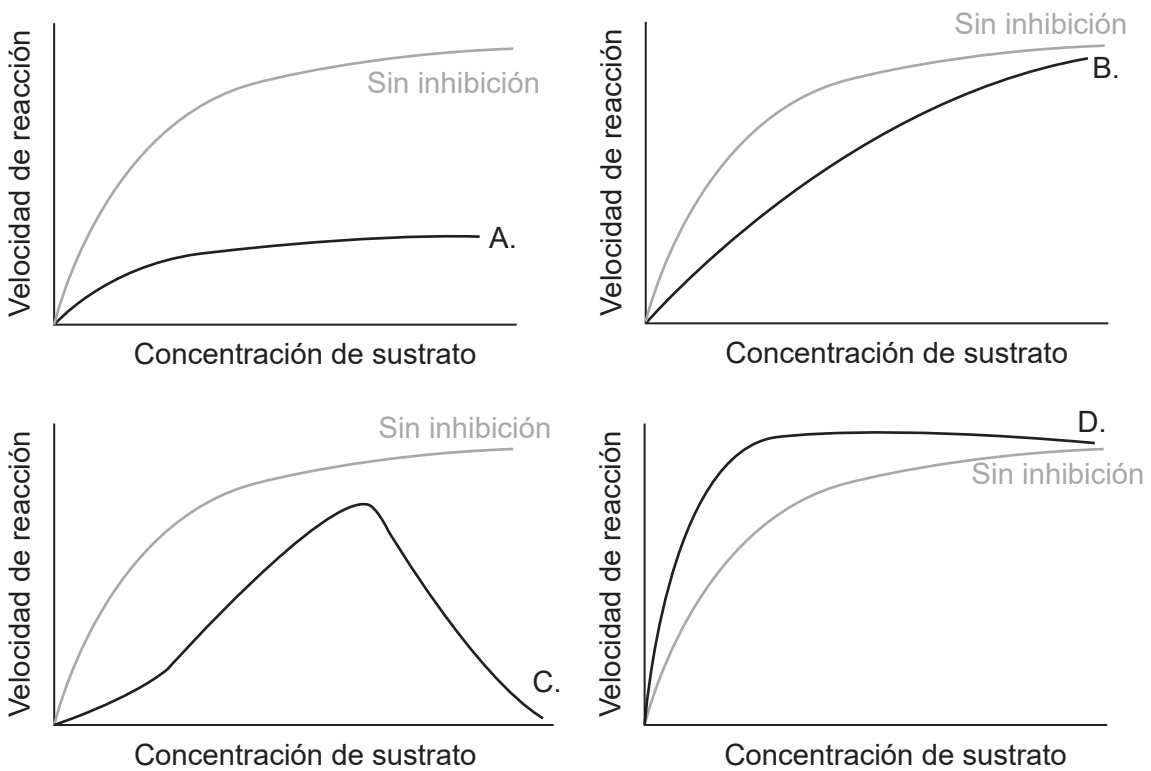 Velocidad de reacción
Sin inhibición
A.
Concentración de sustrato
Velocidad de reacción
Sin inhibición
B.
Concentración de sustrato
Velocidad de reacción
Sin inhibición
C.
Concentración de sustrato
Velocidad de reacción
D.
Sin inhibición
Concentración de sustrato